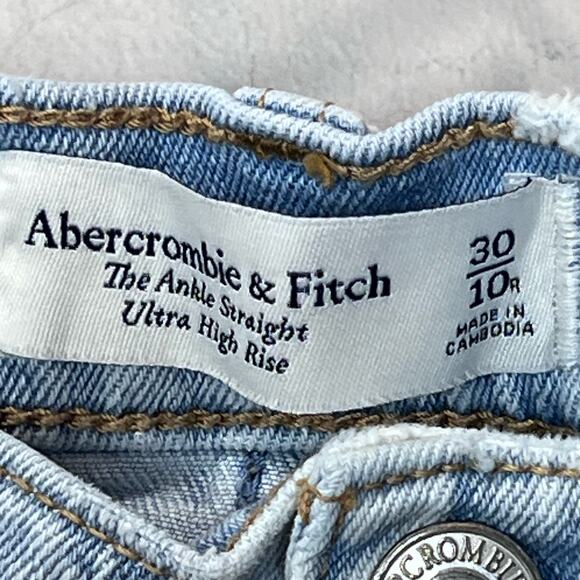 Abercrombie & Fitch
The Ankle Straight
Ultra High Rise
30
10R
MADE IN
CAMBODIA